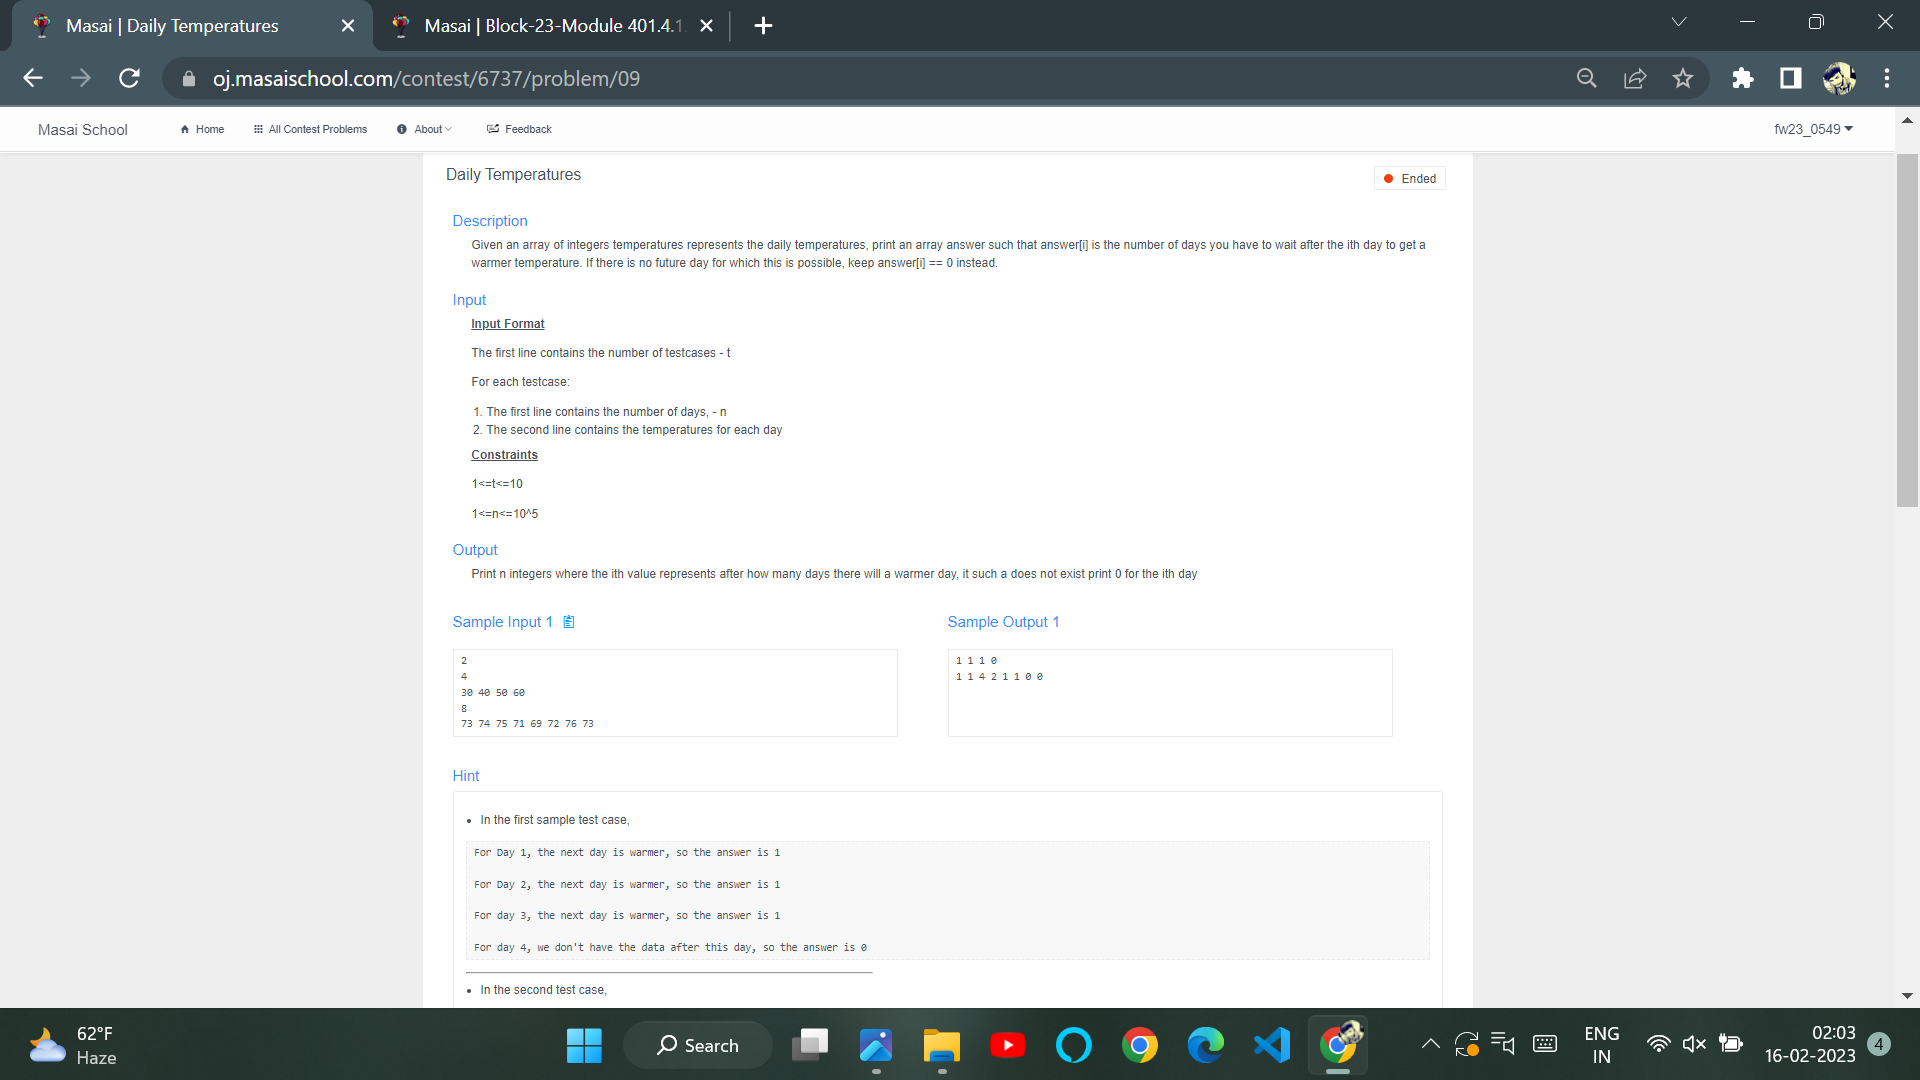 Masai | Daily Temperatures
Masai | Block-23-Module 401.4.1
oj.masaischool.com/contest/6737/problem/09
Masai School
Home
All Contest Problems
About
Feedback
fw23_0549
Daily Temperatures
Ended
Description
Given an array of integers temperatures represents the daily temperatures, print an array answer such that answer[i] is the number of days you have to wait after the ith day to get a
warmer temperature. If there is no future day for which this is possible, keep answer[i] == 0 instead.
Input
Input Format
The first line contains the number of testcases - t
For each testcase:
1. The first line contains the number of days, - n
2. The second line contains the temperatures for each day
Constraints
1<=t<=10
1<=n<=10^5
Output
Print n integers where the ith value represents after how many days there will a warmer day, it such a does not exist print 0 for the ith day
Sample Input 1
2
4
30 40 50 60
8
73 74 75 71 69 72 76 73
Sample Output 1
1 1 1 0
1 1 4 2 1 1 0 0
Hint
• In the first sample test case,
For Day 1, the next day is warmer, so the answer is 1
For Day 2, the next day is warmer, so the answer is 1
For day 3, the next day is warmer, so the answer is 1
For day 4, we don't have the data after this day, so the answer is 0
• In the second test case,
62°F
Haze
Search
ENG
IN
02:03
16-02-2023
4